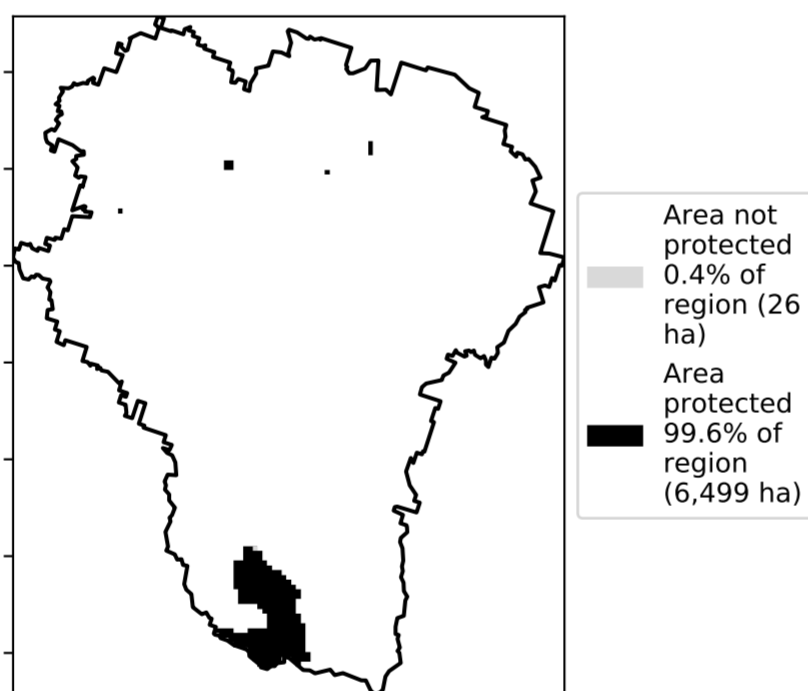 Area not
protected
0.4% of
region (26
ha)
Area
protected
99.6% of
region
(6,499 ha)